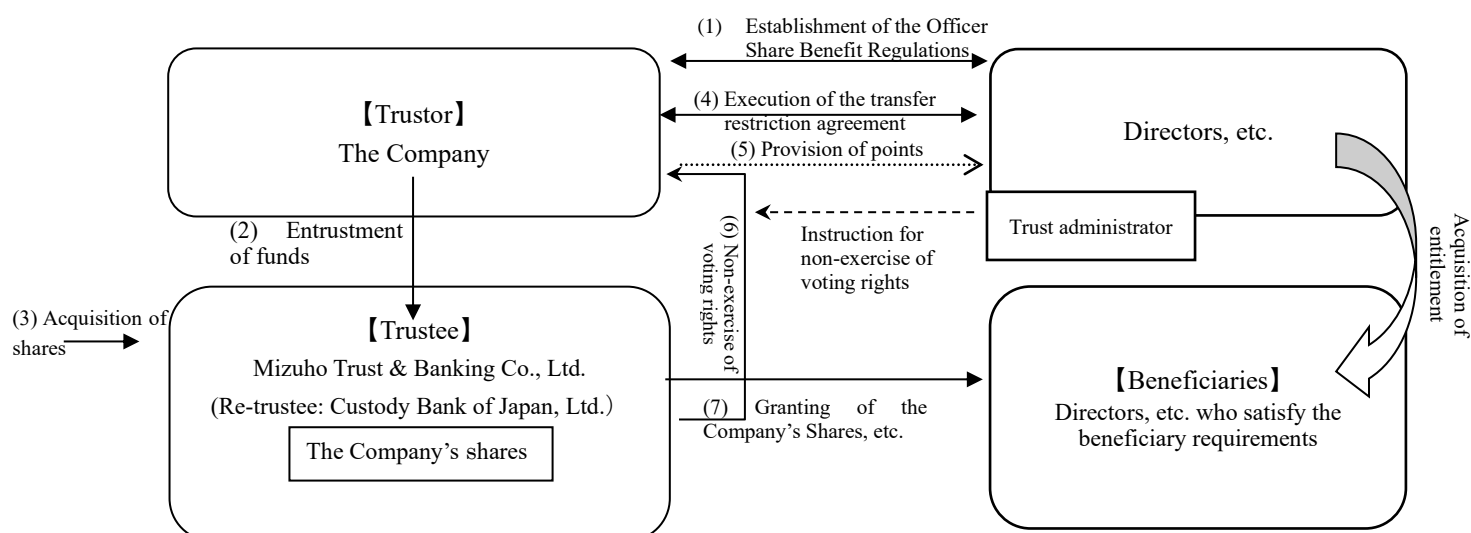 (1) Establishment of the Officer
Share Benefit Regulations
【Trustor】
The Company
(4) Execution of the transfer
restriction agreement
(5) Provision of points
Directors, etc.
(2) Entrustment
of funds
(6) Non-exercise of
voting rights
Instruction for
non-exercise of
voting rights
Trust administrator
Acquisition of
entitlement
(3) Acquisition of
shares
【Trustee】
Mizuho Trust & Banking Co., Ltd.
(Re-trustee: Custody Bank of Japan, Ltd.）
The Company’s shares
(7) Granting of the
Company’s Shares, etc.
【Beneficiaries】
Directors, etc. who satisfy the
beneficiary requirements